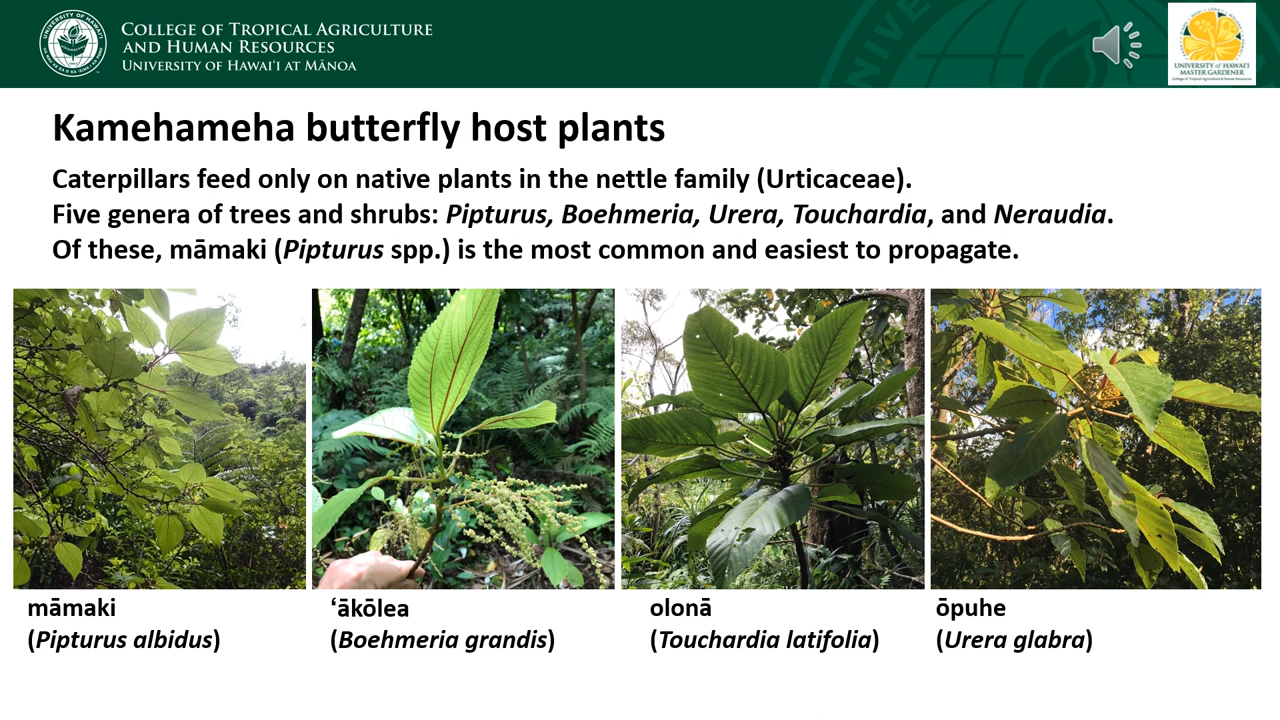 COLLEGE OF TROPICAL AGRICULTURE
AND HUMAN RESOURCES
UNIVERSITY OF HAWAIʻI AT MĀNOA
UNIVERSITY of HAWAIʻI
MASTER GARDENER
Kamehameha butterfly host plants
Caterpillars feed only on native plants in the nettle family (Urticaceae).
Five genera of trees and shrubs: Pipturus, Boehmeria, Urera, Touchardia, and Neraudia.
Of these, māmaki (Pipturus spp.) is the most common and easiest to propagate.
māmaki
(Pipturus albidus)
ʻākōlea
(Boehmeria grandis)
olonā
(Touchardia latifolia)
ōpuhe
(Urera glabra)